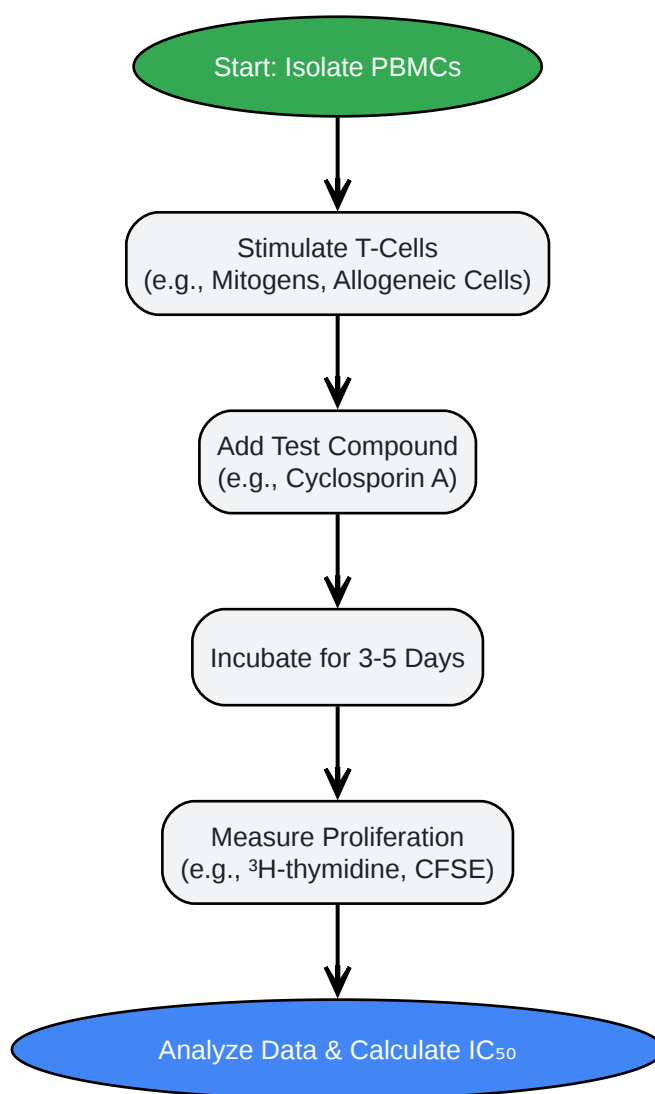 Start: Isolate PBMCs
Stimulate T-Cells
(e.g., Mitogens, Allogeneic Cells)
Add Test Compound
(e.g., Cyclosporin A)
Incubate for 3-5 Days
Measure Proliferation
(e.g., ³H-thymidine, CFSE)
Analyze Data & Calculate IC₅₀